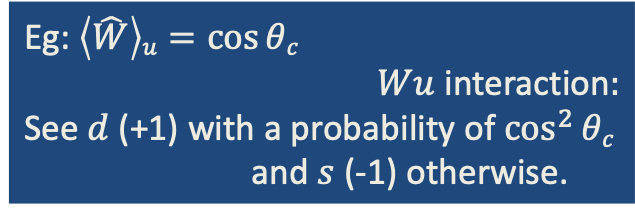 Eg: ⟨Ŵ⟩ᵤ = cos θ_c
Wu interaction:
See d (+1) with a probability of cos² θ_c
and s (-1) otherwise.